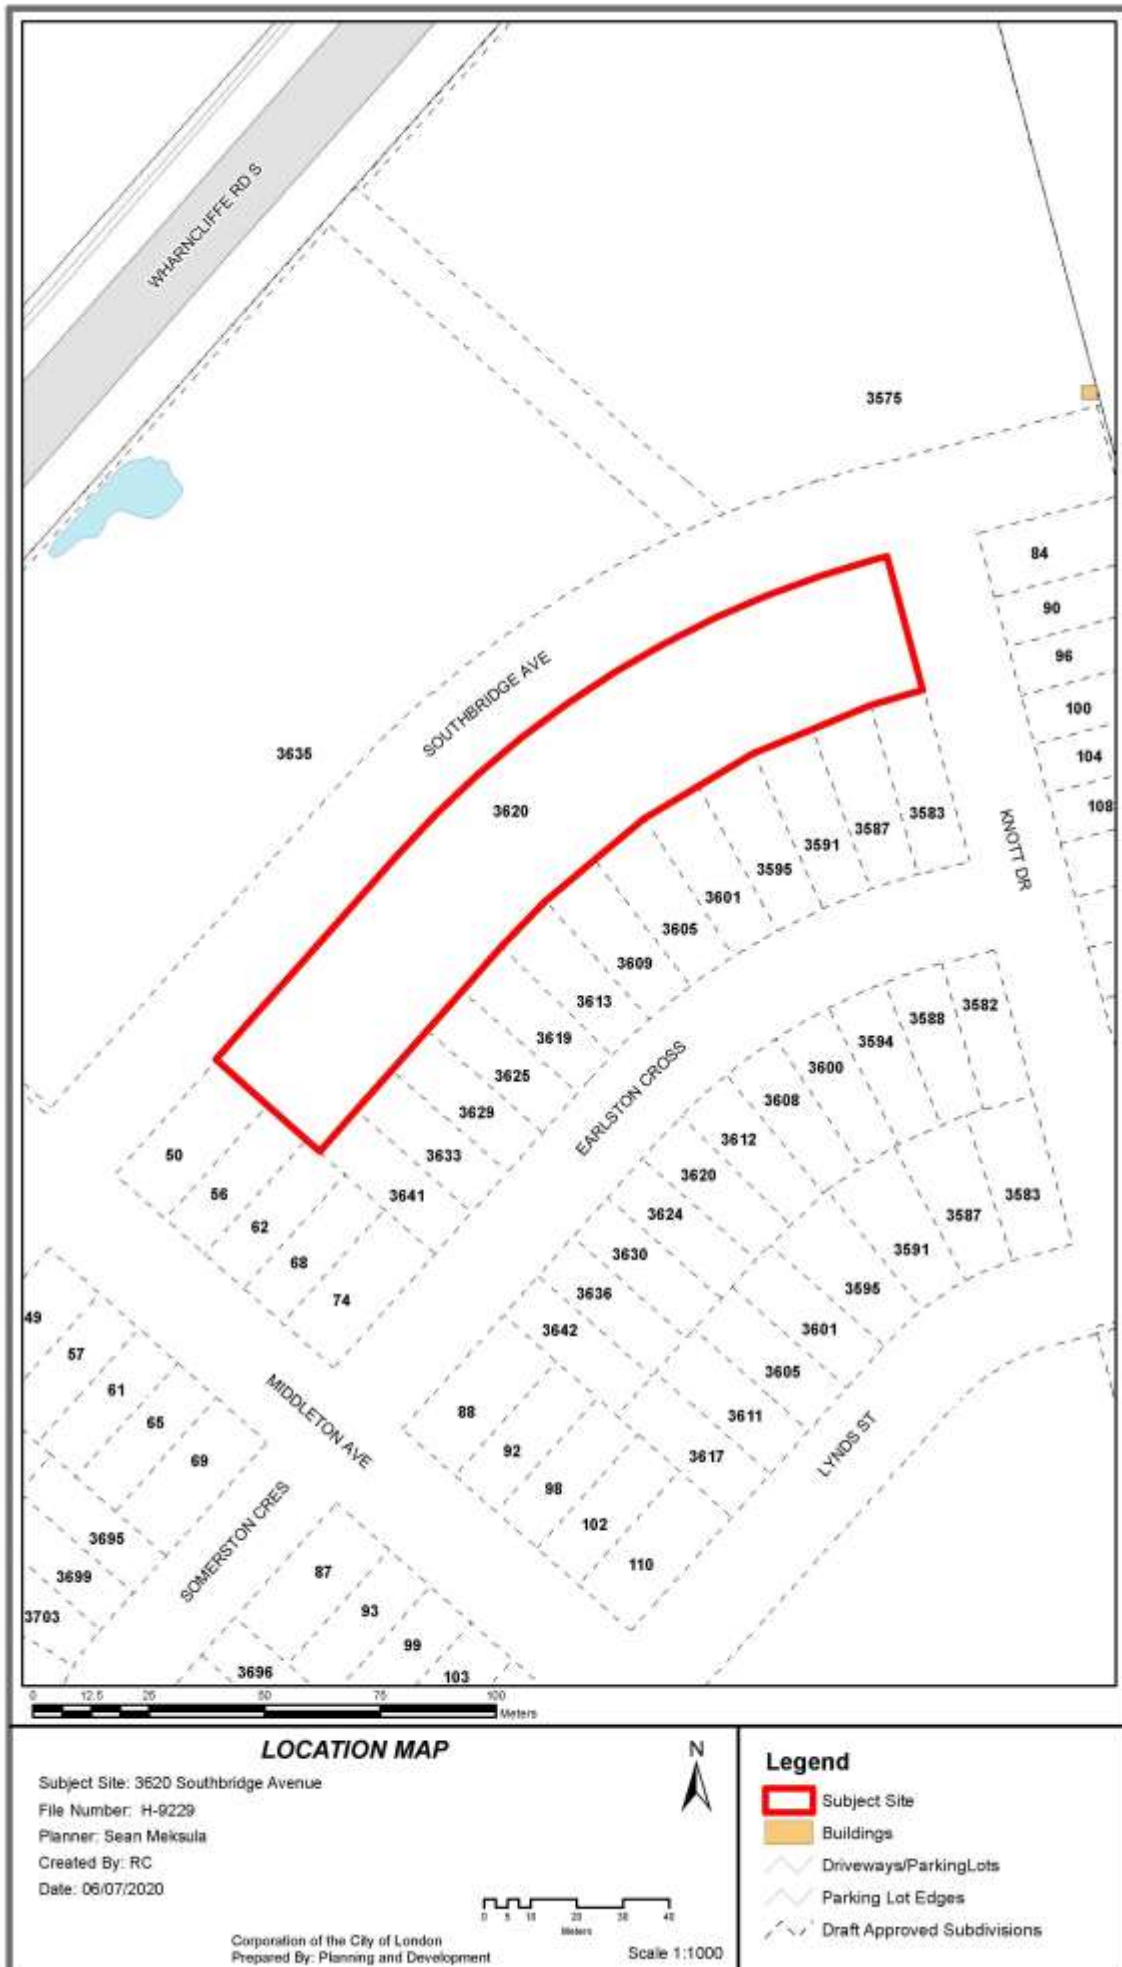 WHARNCLIFFE RD S
3575
84
90
96
100
104
108
SOUTHBRIDGE AVE
3635
3620
KNOTT DR
3583
3587
3591
3595
3601
3605
3609
3613
3619
3625
3629
3633
3641
EARLSTON CROSS
3582
3588
3594
3600
3608
3612
3620
3624
3630
3636
3642
50
56
62
68
74
3583
3587
3591
3595
3601
3605
3611
3617
49
57
61
65
69
MIDDLETON AVE
88
92
98
102
110
LYNDS ST
SOMERSTON CRES
3695
3699
3703
87
93
99
103
3696
0 12.5 25 50 75 100
Meters
LOCATION MAP
Subject Site: 3620 Southbridge Avenue
File Number: H-9229
Planner: Sean Meksula
Created By: RC
Date: 06/07/2020
Corporation of the City of London
Prepared By: Planning and Development
N
0 5 10 20 30 40
Meters
Scale 1:1000
Legend
Subject Site
Buildings
Driveways/ParkingLots
Parking Lot Edges
Draft Approved Subdivisions